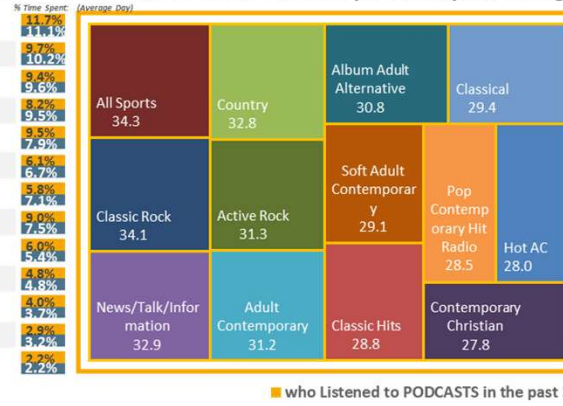 % Time Spent: (Average Day)
11.7%
11.1%
9.7%
10.2%
9.4%
9.6%
8.2%
9.5%
9.5%
7.9%
6.1%
6.7%
5.8%
7.1%
9.0%
7.5%
6.0%
5.4%
4.8%
4.8%
4.0%
3.7%
2.9%
3.2%
2.2%
2.2%
All Sports
34.3
Country
32.8
Album Adult
Alternative
30.8
Classical
29.4
Classic Rock
34.1
Active Rock
31.3
Soft Adult
Contemporar
y
29.1
Pop
Contemp
orary Hit
Radio
28.5
Hot AC
28.0
News/Talk/Infor
mation
32.9
Adult
Contemporary
31.2
Classic Hits
28.8
Contemporary
Christian
27.8
who Listened to PODCASTS in the past